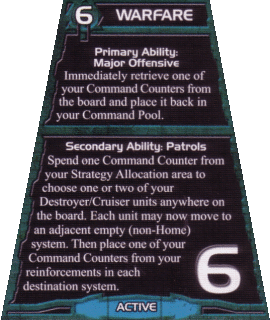 6 WARFARE
Primary Ability:
Major Offensive
Immediately retrieve one of
your Command Counters from
the board and place it back in
your Command Pool.
Secondary Ability: Patrols
Spend one Command Counter from
your Strategy Allocation area to
choose one or two of your
Destroyer/Cruiser units anywhere on
the board. Each unit may now move to
an adjacent empty (non-Home)
system. Then place one of your
Command Counters from your
reinforcements in each
destination system.
6
ACTIVE